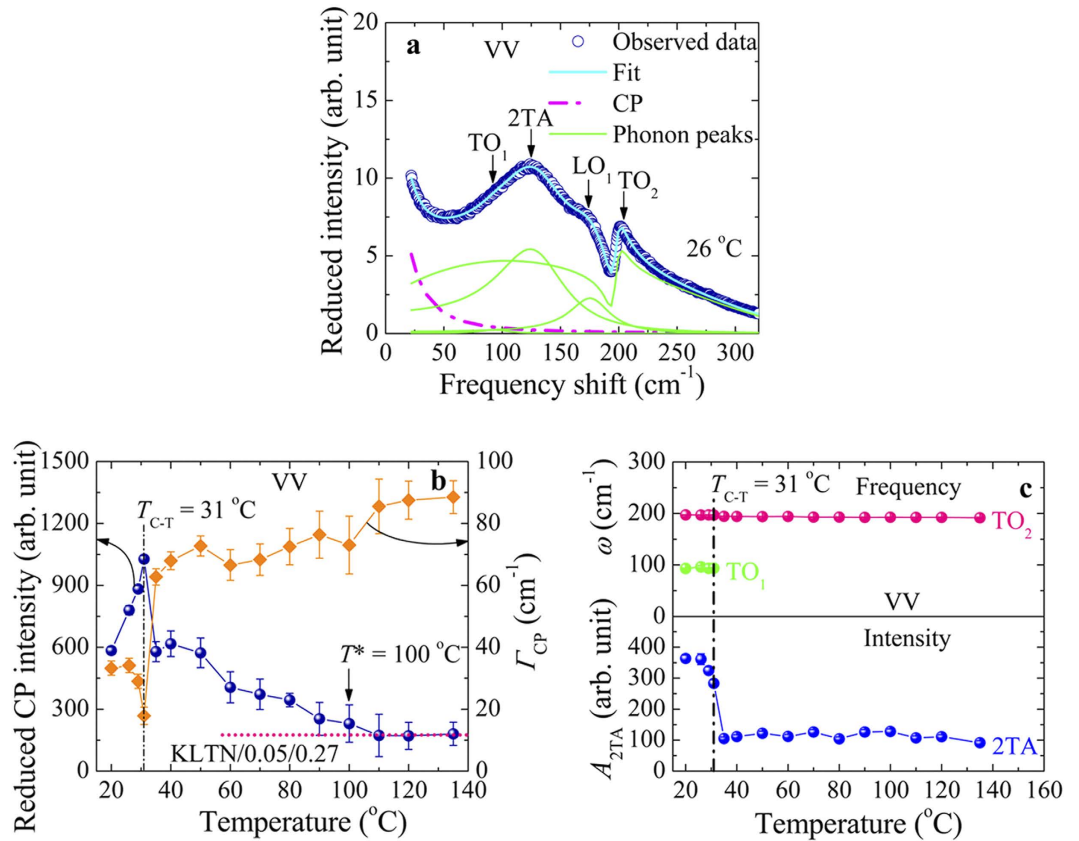 a
VV
Observed data
Fit
CP
Phonon peaks
TO1
2TA
LO1
TO2
26 °C
Reduced intensity (arb. unit)
20
15
10
5
0
0 50 100 150 200 250 300
Frequency shift (cm-1)
b
VV
TC-T = 31 °C
T* = 100 °C
KLTN/0.05/0.27
Reduced CP intensity (arb. unit)
1500
1200
900
600
300
0
100
80
60
40
20
0
ΓCP (cm-1)
20 40 60 80 100 120 140
Temperature (°C)
c
TC-T = 31 °C
Frequency
TO2
TO1
VV
ω (cm-1)
300
200
100
0
Intensity
2TA
A2TA (arb. unit)
400
300
200
100
0
20 40 60 80 100 120 140 160
Temperature (°C)